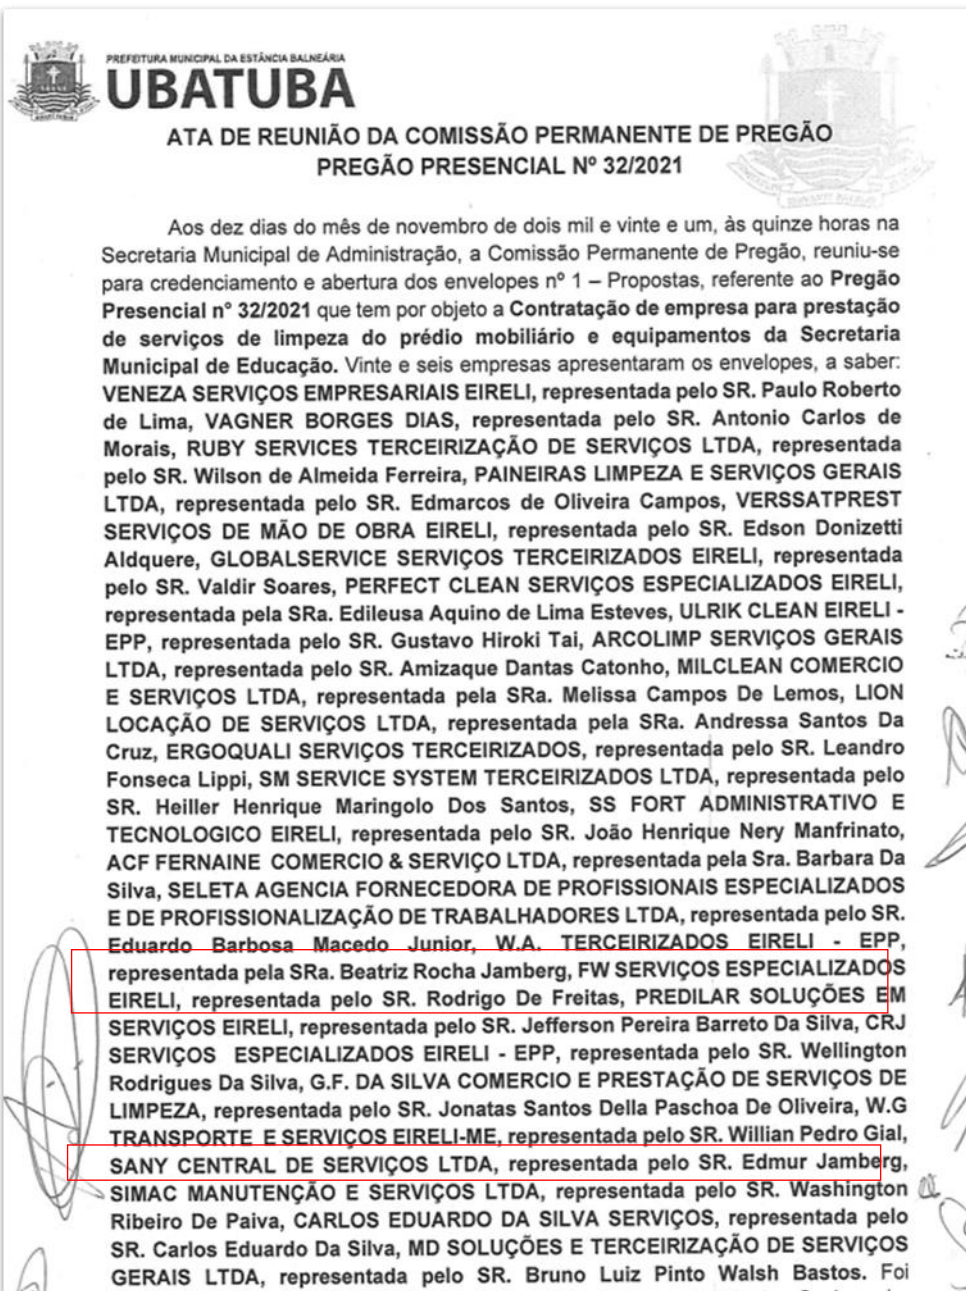 PREFEITURA MUNICIPAL DA ESTÂNCIA BALNEÁRIA
UBATUBA
ATA DE REUNIÃO DA COMISSÃO PERMANENTE DE PREGÃO
PREGÃO PRESENCIAL Nº 32/2021
Aos dez dias do mês de novembro de dois mil e vinte e um, às quinze horas na
Secretaria Municipal de Administração, a Comissão Permanente de Pregão, reuniu-se
para credenciamento e abertura dos envelopes nº 1 – Propostas, referente ao Pregão
Presencial n° 32/2021 que tem por objeto a Contratação de empresa para prestação
de serviços de limpeza do prédio mobiliário e equipamentos da Secretaria
Municipal de Educação. Vinte e seis empresas apresentaram os envelopes, a saber:
VENEZA SERVIÇOS EMPRESARIAIS EIRELI, representada pelo SR. Paulo Roberto
de Lima, VAGNER BORGES DIAS, representada pelo SR. Antonio Carlos de
Morais, RUBY SERVICES TERCEIRIZAÇÃO DE SERVIÇOS LTDA, representada
pelo SR. Wilson de Almeida Ferreira, PAINEIRAS LIMPEZA E SERVIÇOS GERAIS
LTDA, representada pelo SR. Edmarcos de Oliveira Campos, VERSSATPREST
SERVIÇOS DE MÃO DE OBRA EIRELI, representada pelo SR. Edson Donizetti
Aldquere, GLOBALSERVICE SERVIÇOS TERCEIRIZADOS EIRELI, representada
pelo SR. Valdir Soares, PERFECT CLEAN SERVIÇOS ESPECIALIZADOS EIRELI,
representada pela SRa. Edileusa Aquino de Lima Esteves, ULRIK CLEAN EIRELI -
EPP, representada pelo SR. Gustavo Hiroki Tai, ARCOLIMP SERVIÇOS GERAIS
LTDA, representada pelo SR. Amizaque Dantas Catonho, MILCLEAN COMERCIO
E SERVIÇOS LTDA, representada pela SRa. Melissa Campos De Lemos, LION
LOCAÇÃO DE SERVIÇOS LTDA, representada pela SRa. Andressa Santos Da
Cruz, ERGOQUALI SERVIÇOS TERCEIRIZADOS, representada pelo SR. Leandro
Fonseca Lippi, SM SERVICE SYSTEM TERCEIRIZADOS LTDA, representada pelo
SR. Heiller Henrique Maringolo Dos Santos, SS FORT ADMINISTRATIVO E
TECNOLOGICO EIRELI, representada pelo SR. João Henrique Nery Manfrinato,
ACF FERNAINE COMERCIO & SERVIÇO LTDA, representada pela Sra. Barbara Da
Silva, SELETA AGENCIA FORNECEDORA DE PROFISSIONAIS ESPECIALIZADOS
E DE PROFISSIONALIZAÇÃO DE TRABALHADORES LTDA, representada pelo SR.
Eduardo Barbosa Macedo Junior, W.A. TERCEIRIZADOS EIRELI - EPP,
representada pela SRa. Beatriz Rocha Jamberg, FW SERVIÇOS ESPECIALIZADOS
EIRELI, representada pelo SR. Rodrigo De Freitas, PREDILAR SOLUÇÕES EM
SERVIÇOS EIRELI, representada pelo SR. Jefferson Pereira Barreto Da Silva, CRJ
SERVIÇOS ESPECIALIZADOS EIRELI - EPP, representada pelo SR. Wellington
Rodrigues Da Silva, G.F. DA SILVA COMERCIO E PRESTAÇÃO DE SERVIÇOS DE
LIMPEZA, representada pelo SR. Jonatas Santos Della Paschoa De Oliveira, W.G
TRANSPORTE E SERVIÇOS EIRELI-ME, representada pelo SR. Willian Pedro Gial,
SANY CENTRAL DE SERVIÇOS LTDA, representada pelo SR. Edmur Jamberg,
SIMAC MANUTENÇÃO E SERVIÇOS LTDA, representada pelo SR. Washington
Ribeiro De Paiva, CARLOS EDUARDO DA SILVA SERVIÇOS, representada pelo
SR. Carlos Eduardo Da Silva, MD SOLUÇÕES E TERCEIRIZAÇÃO DE SERVIÇOS
GERAIS LTDA, representada pelo SR. Bruno Luiz Pinto Walsh Bastos. Foi